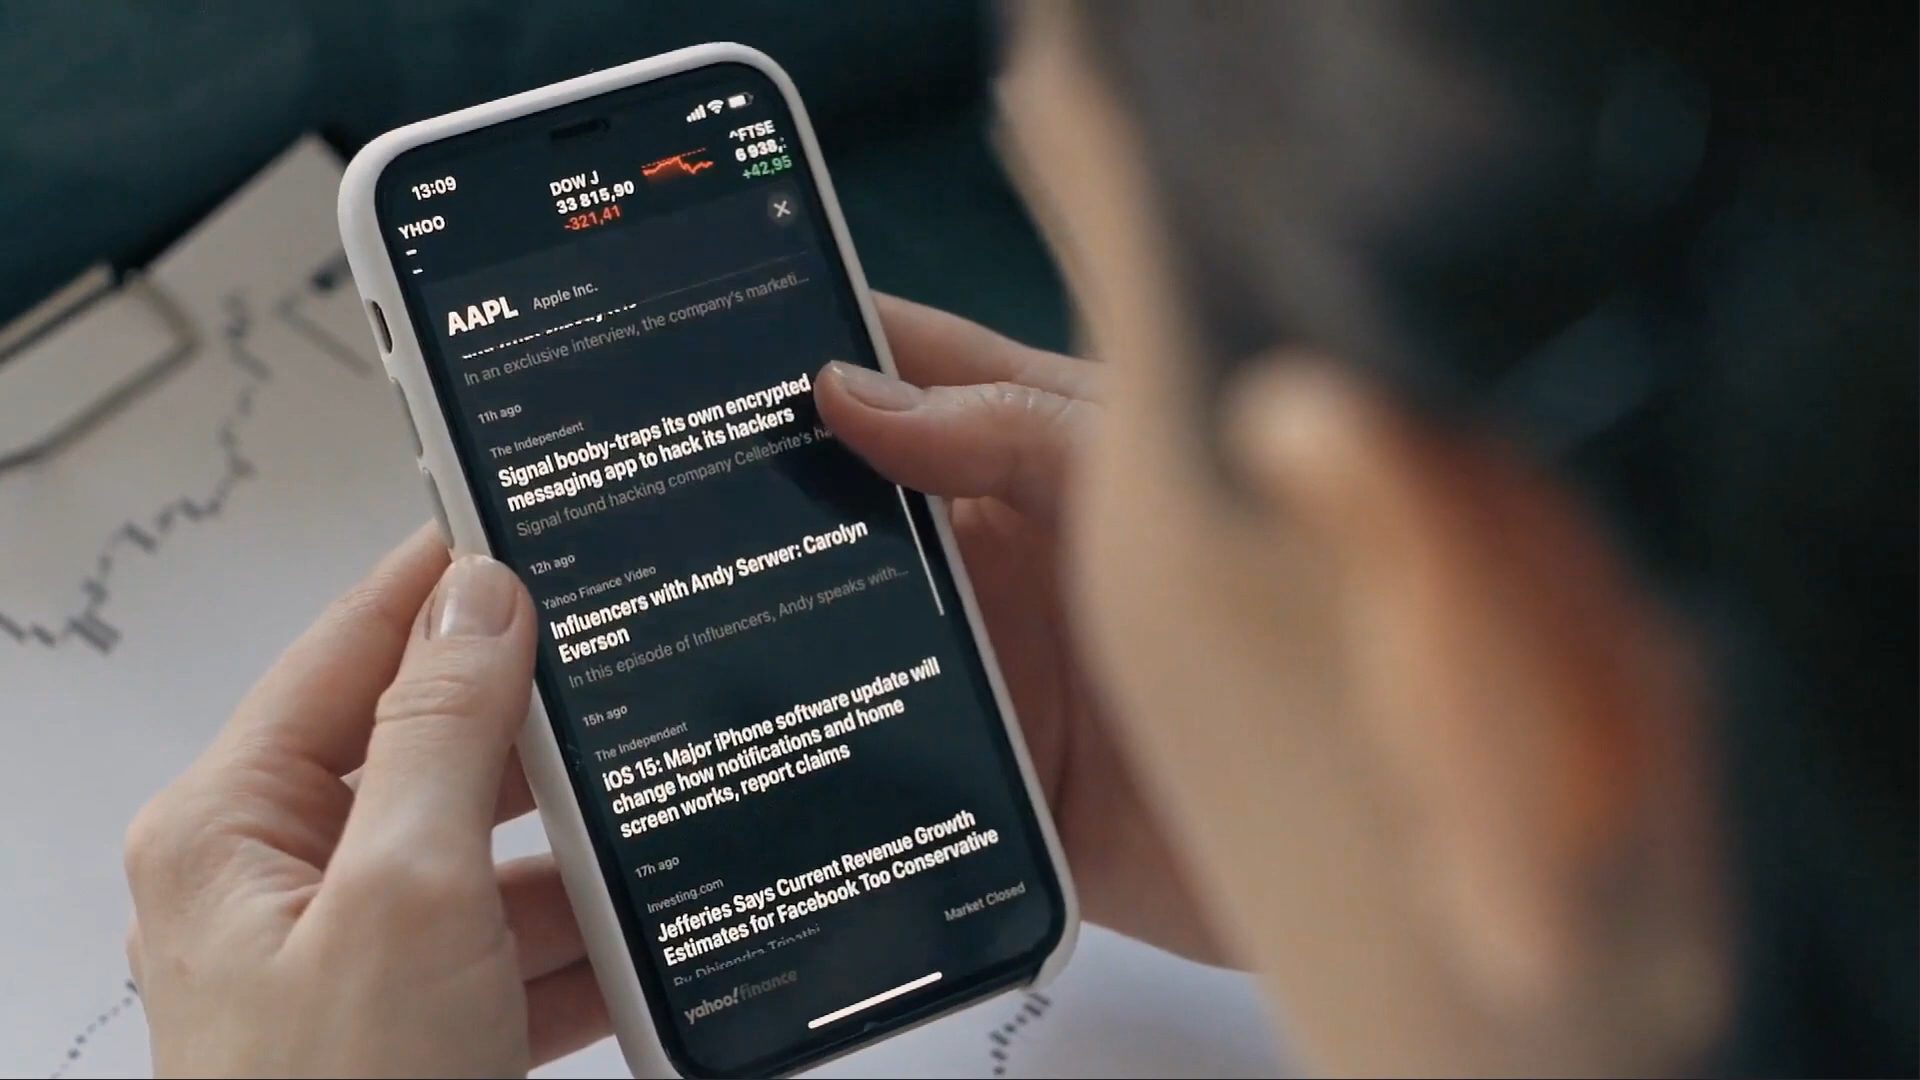 13:09
YHOO
-
-
DOW J
33 815,90
-321,41
^FTSE
6 938,
+42,95
AAPL Apple Inc.
In an exclusive interview, the company's marketi...
11h ago
The Independent
Signal booby-traps its own encrypted
messaging app to hack its hackers
Signal found hacking company Cellebrite's
12h ago
Yahoo Finance Video
Influencers with Andy Serwer: Carolyn
Everson
In this episode of Influencers, Andy speaks with...
15h ago
The Independent
iOS 15: Major iPhone software update will
change how notifications and home
screen works, report claims
17h ago
Investing.com
Jefferies Says Current Revenue Growth
Estimates for Facebook Too Conservative
By Dhirendra Tripathi
Market Closed
yahoo!finance